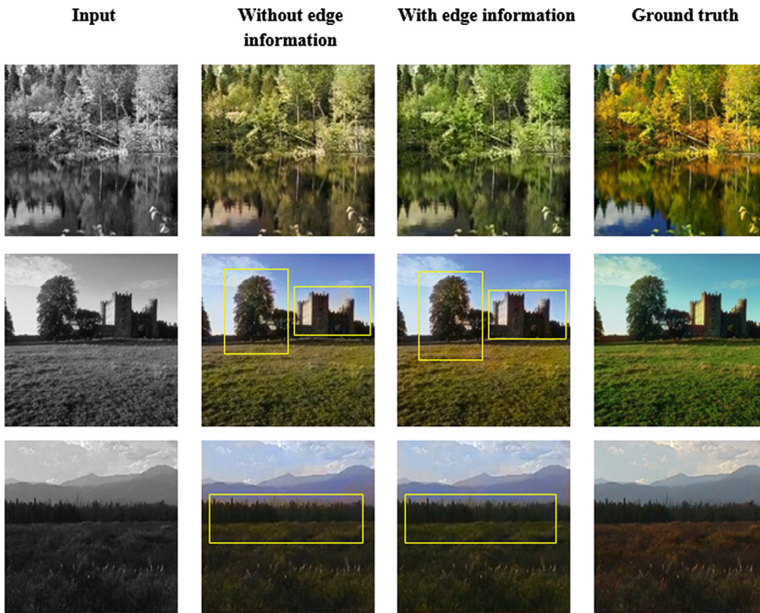 Input
Without edge
information
With edge information
Ground truth